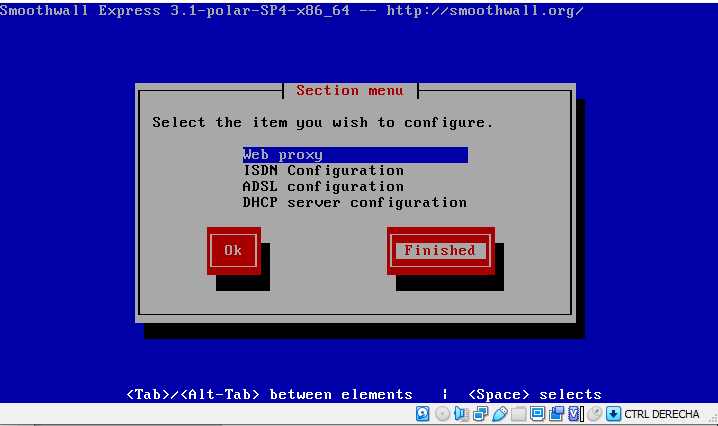 Smoothwall Express 3.1-polar-SP4-x86_64 -- http://smoothwall.org/
Section menu
Select the item you wish to configure.
Web proxy
ISDN Configuration
ADSL configuration
DHCP server configuration
Ok Finished
<Tab>/<Alt-Tab> between elements | <Space> selects
CTRL DERECHA